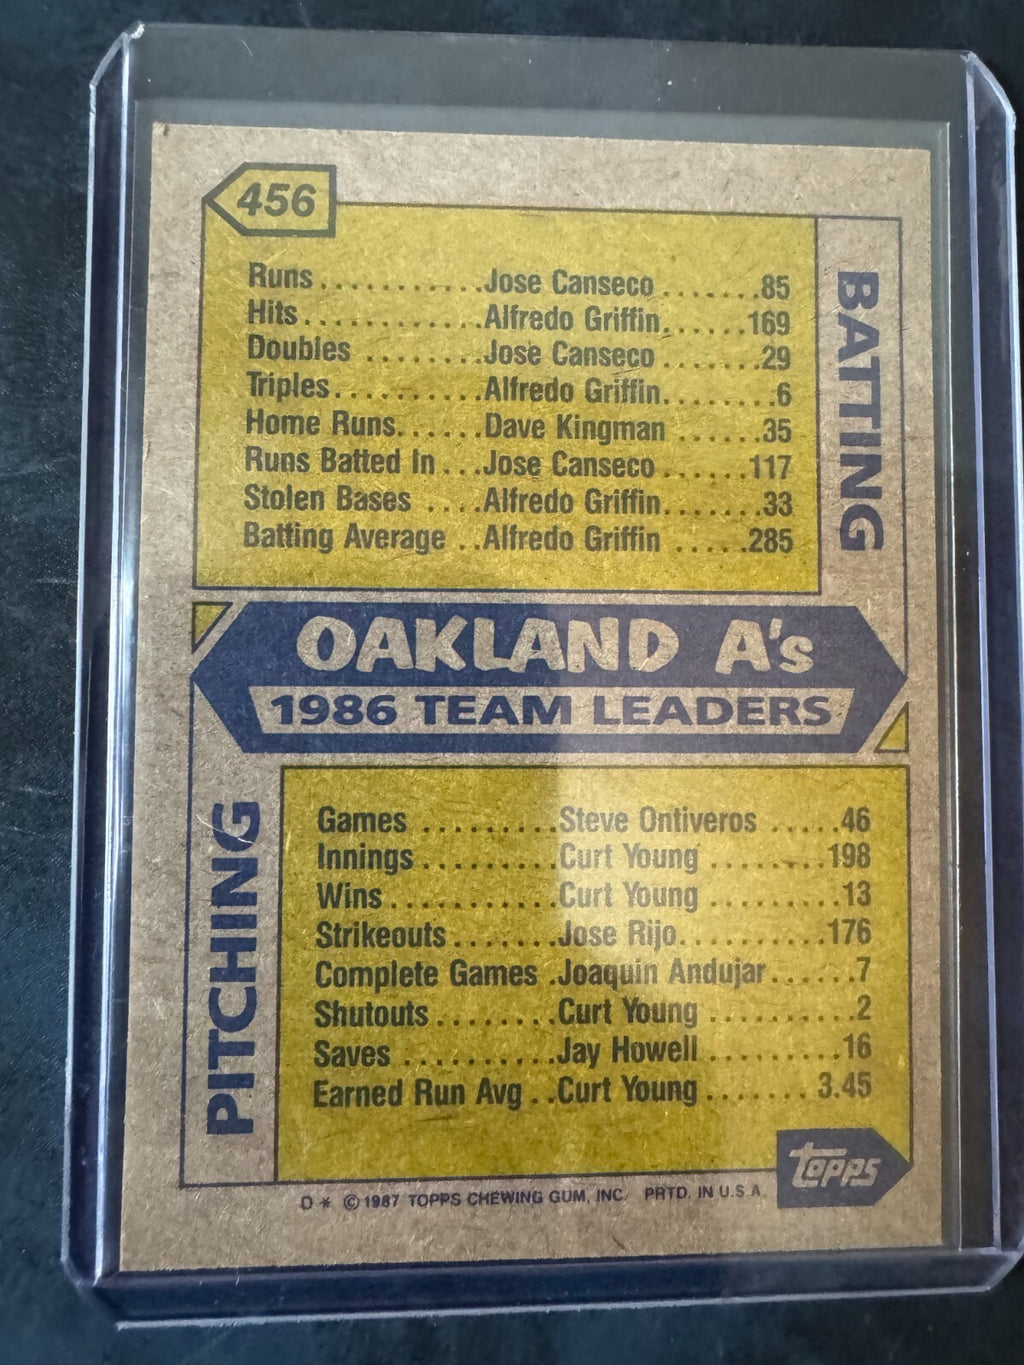 456
Runs...........Jose Canseco.......85
Hits............Alfredo Griffin......169
Doubles ........Jose Canseco.......29
Triples..........Alfredo Griffin........6
Home Runs......Dave Kingman ......35
Runs Batted In...Jose Canseco......117
Stolen Bases ....Alfredo Griffin.......33
Batting Average ..Alfredo Griffin .....285
BATTING
OAKLAND A's
1986 TEAM LEADERS
PITCHING
Games .........Steve Ontiveros .....46
Innings..........Curt Young ........198
Wins............Curt Young .........13
Strikeouts.......Jose Rijo..........176
Complete Games .Joaquin Andujar......7
Shutouts........Curt Young ..........2
Saves ..........Jay Howell .........16
Earned Run Avg ..Curt Young.......3.45
topps
D * © 1987 TOPPS CHEWING GUM, INC. PRTD. IN U.S.A.